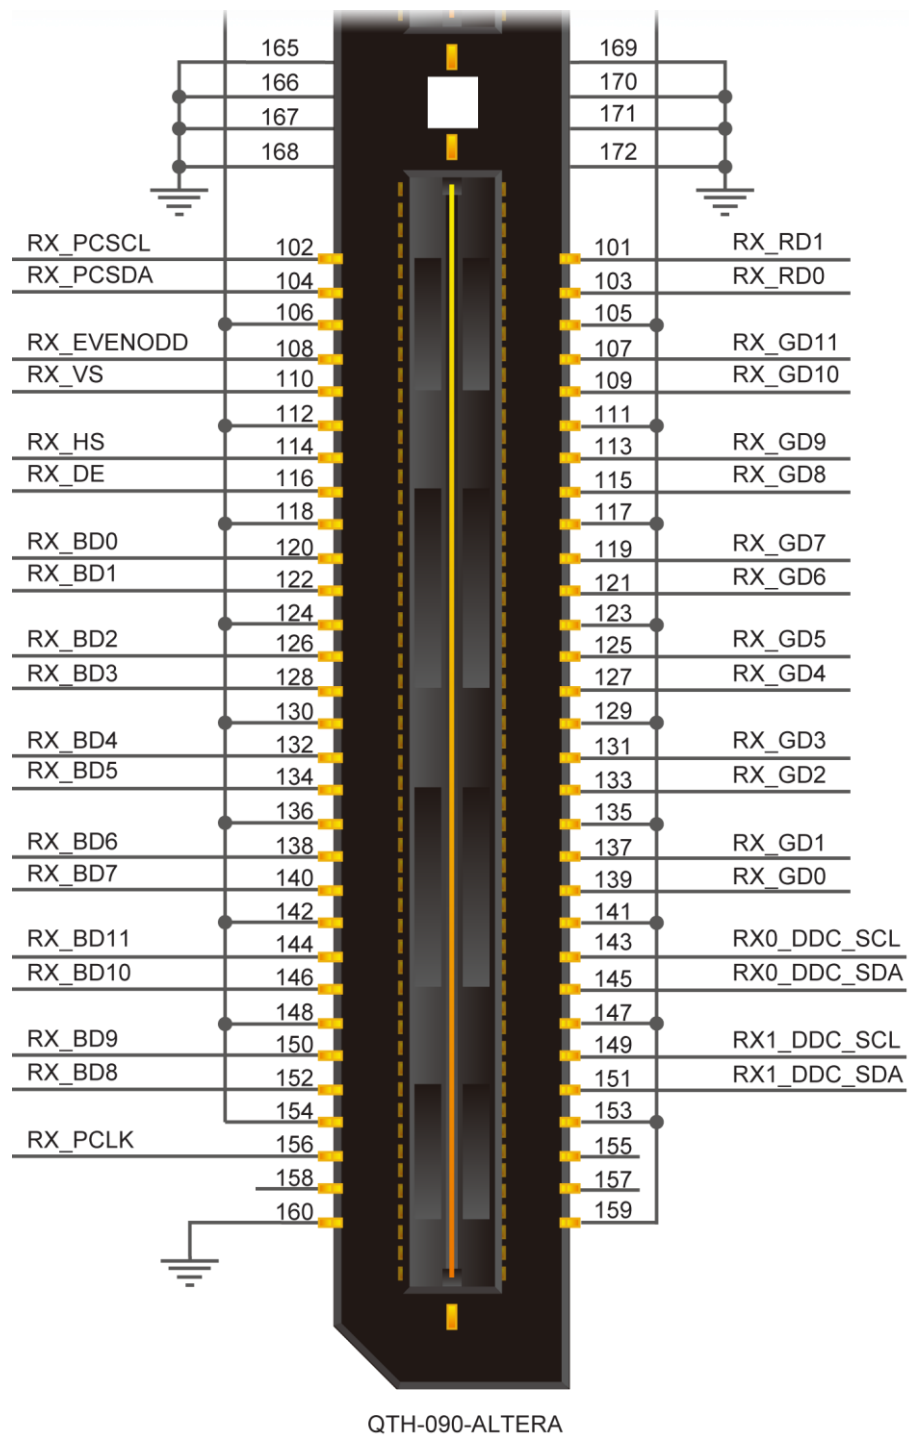 165 169
166 170
167 171
168 172
RX_PCSCL 102 101 RX_RD1
RX_PCSDA 104 103 RX_RD0
106 105
RX_EVENODD 108 107 RX_GD11
RX_VS 110 109 RX_GD10
112 111
RX_HS 114 113 RX_GD9
RX_DE 116 115 RX_GD8
118 117
RX_BD0 120 119 RX_GD7
RX_BD1 122 121 RX_GD6
124 123
RX_BD2 126 125 RX_GD5
RX_BD3 128 127 RX_GD4
130 129
RX_BD4 132 131 RX_GD3
RX_BD5 134 133 RX_GD2
136 135
RX_BD6 138 137 RX_GD1
RX_BD7 140 139 RX_GD0
142 141
RX_BD11 144 143 RX0_DDC_SCL
RX_BD10 146 145 RX0_DDC_SDA
148 147
RX_BD9 150 149 RX1_DDC_SCL
RX_BD8 152 151 RX1_DDC_SDA
154 153
RX_PCLK 156 155
158 157
160 159
QTH-090-ALTERA